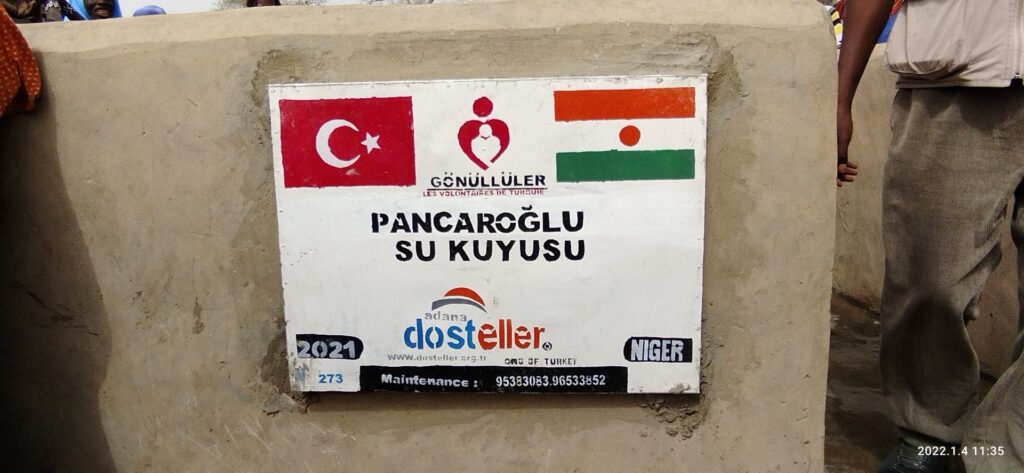 GÖNÜLLÜLER
LES VOLONTAIRES DE TURQUIE
PANCAROĞLU
SU KUYUSU
adana
dosteller
www.dosteller.org.tr
OF TURKEY
2021
NIGER
273
Maintenance : 95383083.96533852
2022.1.4 11:35